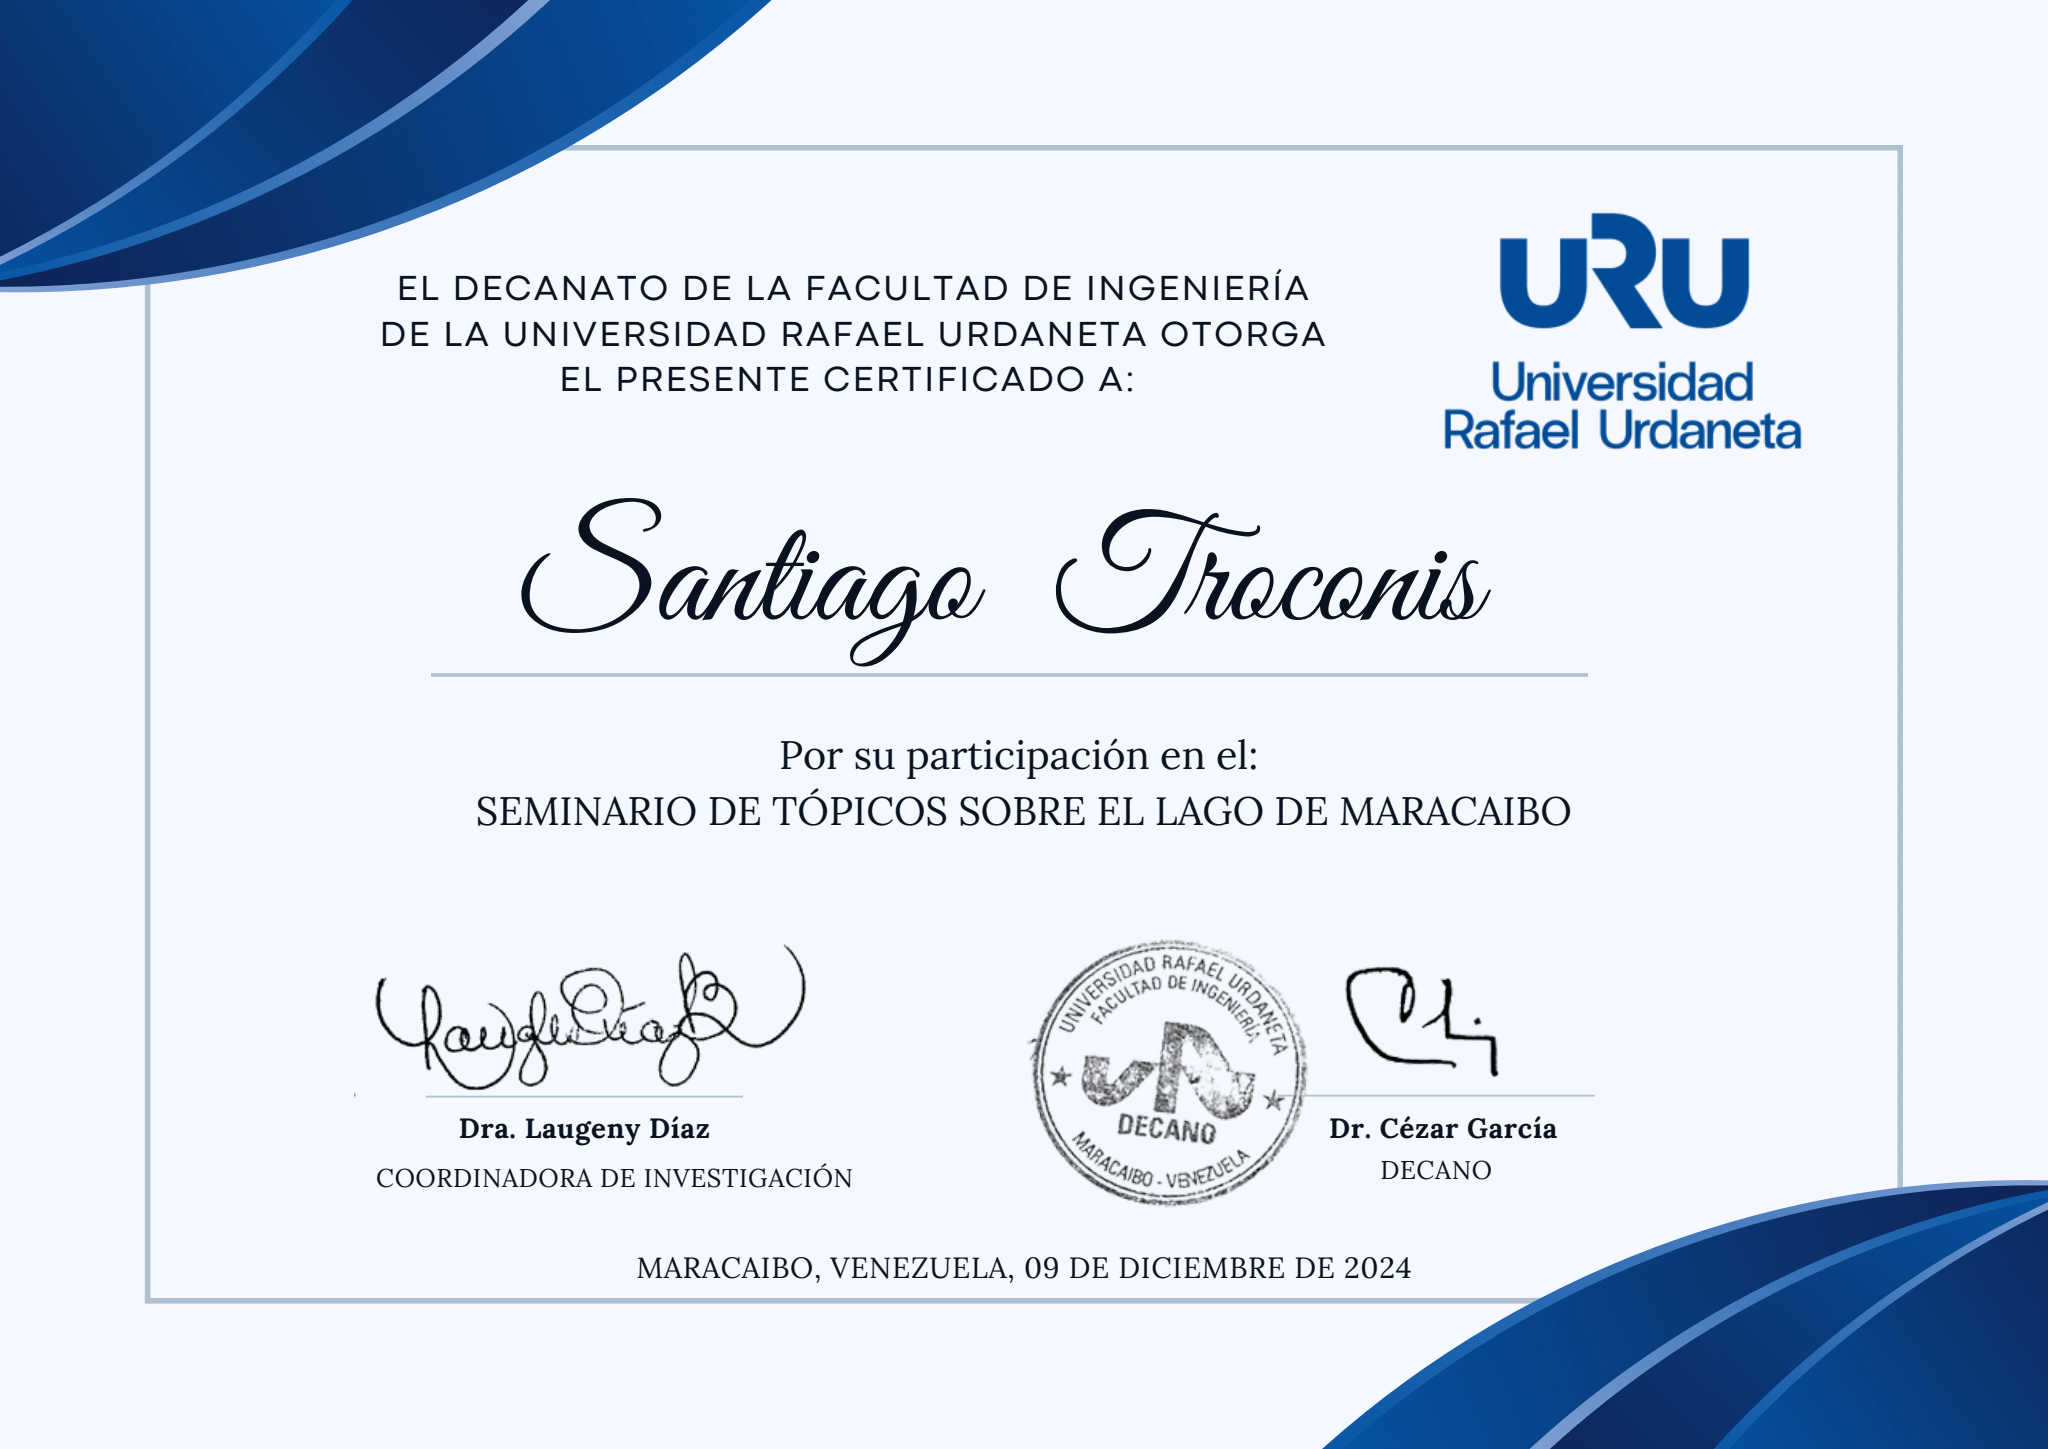 EL DECANATO DE LA FACULTAD DE INGENIERÍA
DE LA UNIVERSIDAD RAFAEL URDANETA OTORGA
EL PRESENTE CERTIFICADO A:
URU
Universidad
Rafael Urdaneta
Santiago Troconis
Por su participación en el:
SEMINARIO DE TÓPICOS SOBRE EL LAGO DE MARACAIBO
UNIVERSIDAD RAFAEL URDANETA
FACULTAD DE INGENIERÍA
DECANO
MARACAIBO - VENEZUELA
Dra. Laugeny Díaz
COORDINADORA DE INVESTIGACIÓN
Dr. Cézar García
DECANO
MARACAIBO, VENEZUELA, 09 DE DICIEMBRE DE 2024